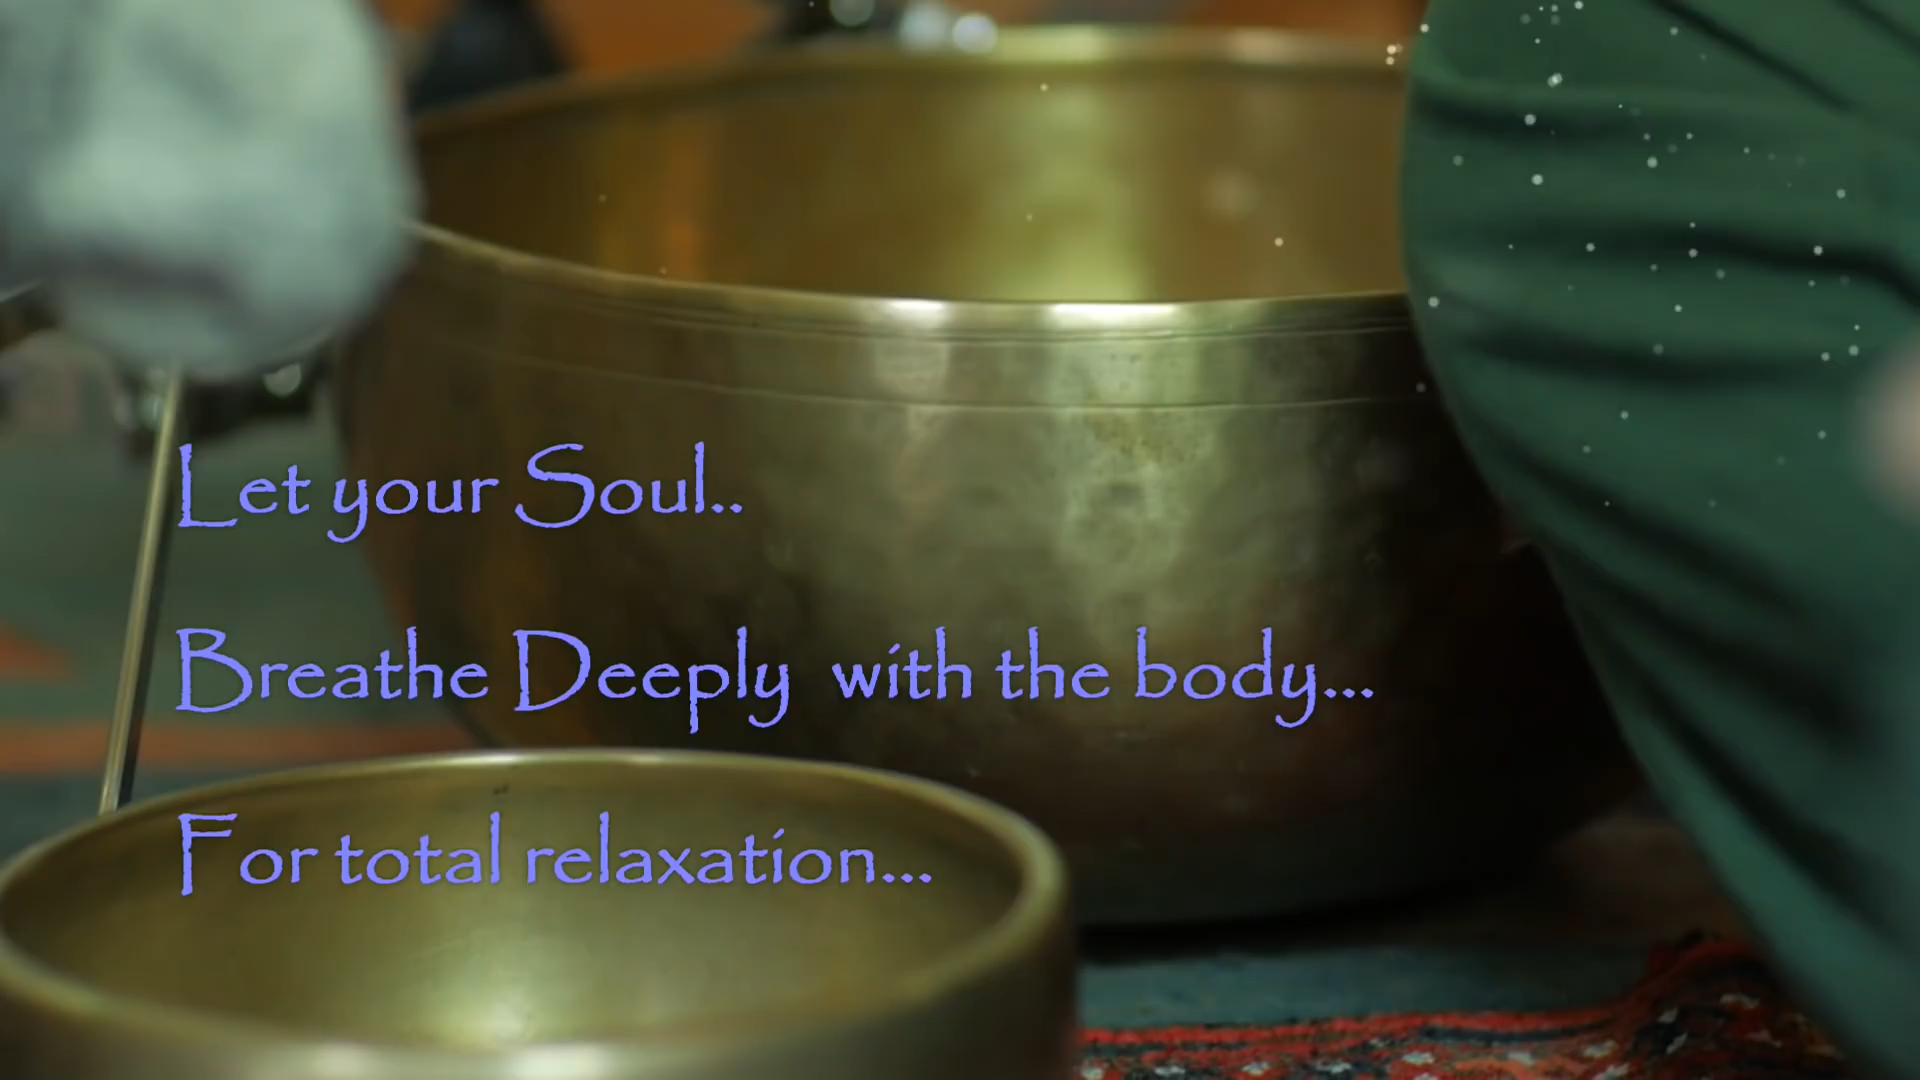 Let your Soul..
Breathe Deeply  with the body...
For total relaxation...